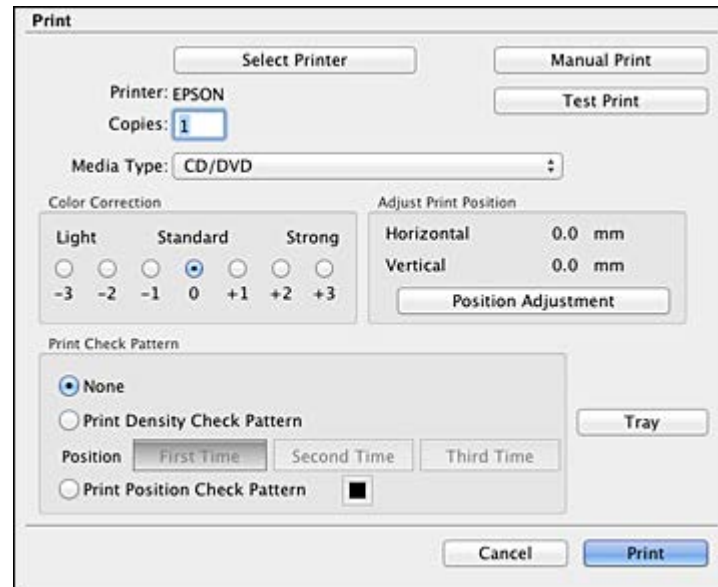 Print
Select Printer Manual Print
Printer: EPSON
Test Print
Copies: 1
Media Type: CD/DVD
Color Correction
Light Standard Strong
-3 -2 -1 0 +1 +2 +3
Adjust Print Position
Horizontal 0.0 mm
Vertical 0.0 mm
Position Adjustment
Print Check Pattern
None
Print Density Check Pattern
Position First Time Second Time Third Time
Print Position Check Pattern
Tray
Cancel Print